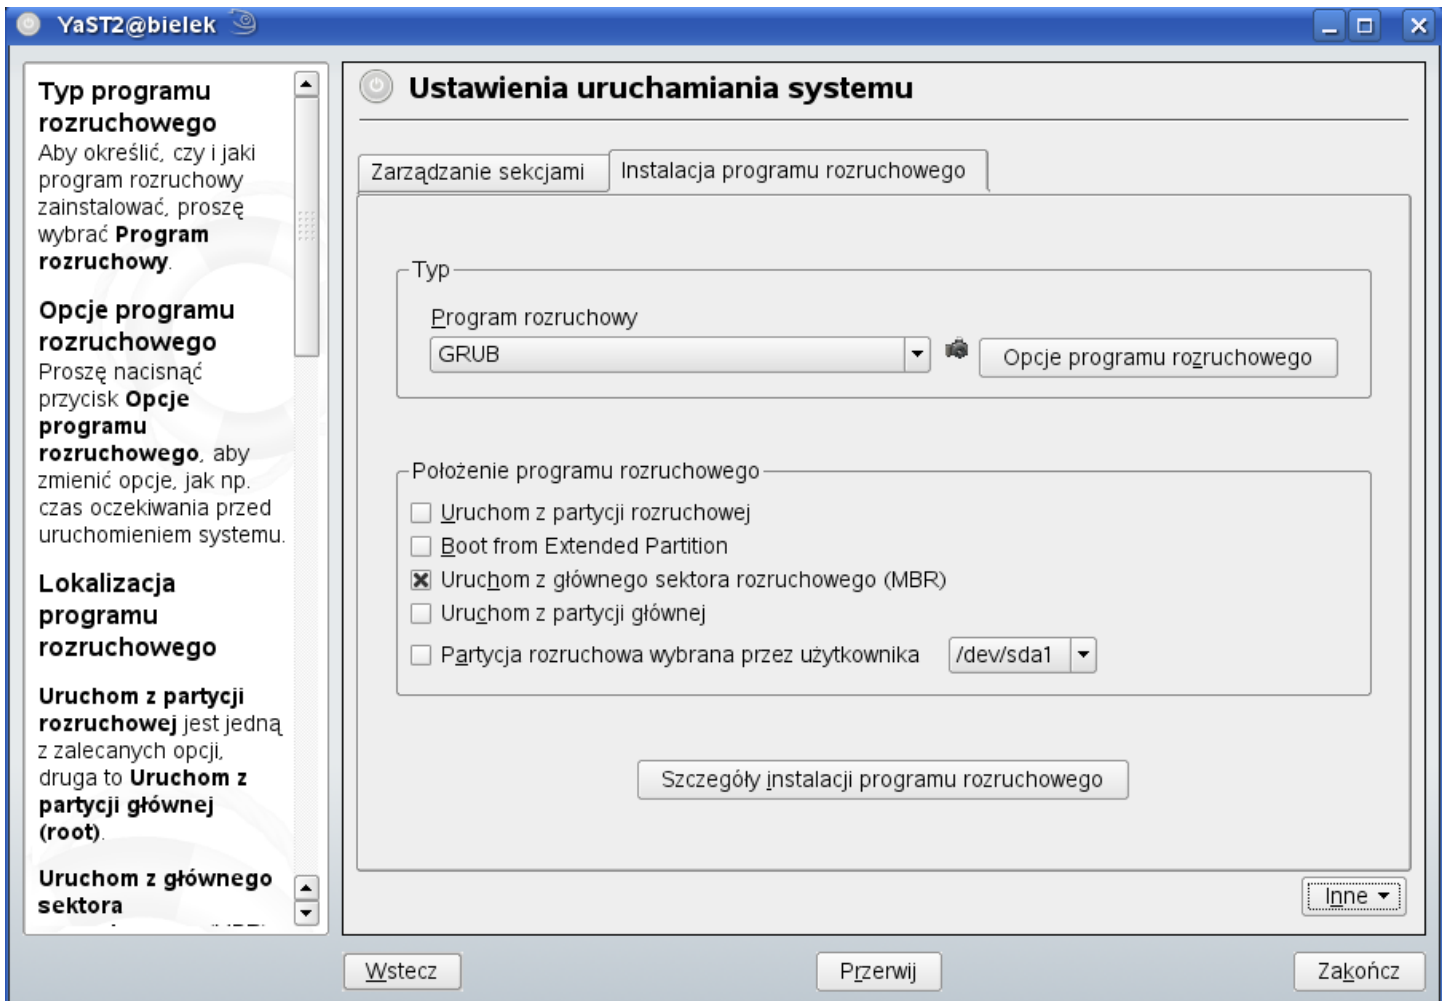 YaST2@bielek
Typ programu
rozruchowego
Aby określić, czy i jaki
program rozruchowy
zainstalować, proszę
wybrać Program
rozruchowy.
Opcje programu
rozruchowego
Proszę nacisnąć
przycisk Opcje
programu
rozruchowego, aby
zmienić opcje, jak np.
czas oczekiwania przed
uruchomieniem systemu.
Lokalizacja
programu
rozruchowego
Uruchom z partycji
rozruchowej jest jedną
z zalecanych opcji,
druga to Uruchom z
partycji głównej
(root).
Uruchom z głównego
sektora
Ustawienia uruchamiania systemu
Zarządzanie sekcjami
Instalacja programu rozruchowego
Typ
Program rozruchowy
GRUB
Opcje programu rozruchowego
Położenie programu rozruchowego
Uruchom z partycji rozruchowej
Boot from Extended Partition
Uruchom z głównego sektora rozruchowego (MBR)
Uruchom z partycji głównej
Partycja rozruchowa wybrana przez użytkownika
/dev/sda1
Szczegóły instalacji programu rozruchowego
Inne
Wstecz
Przerwij
Zakończ